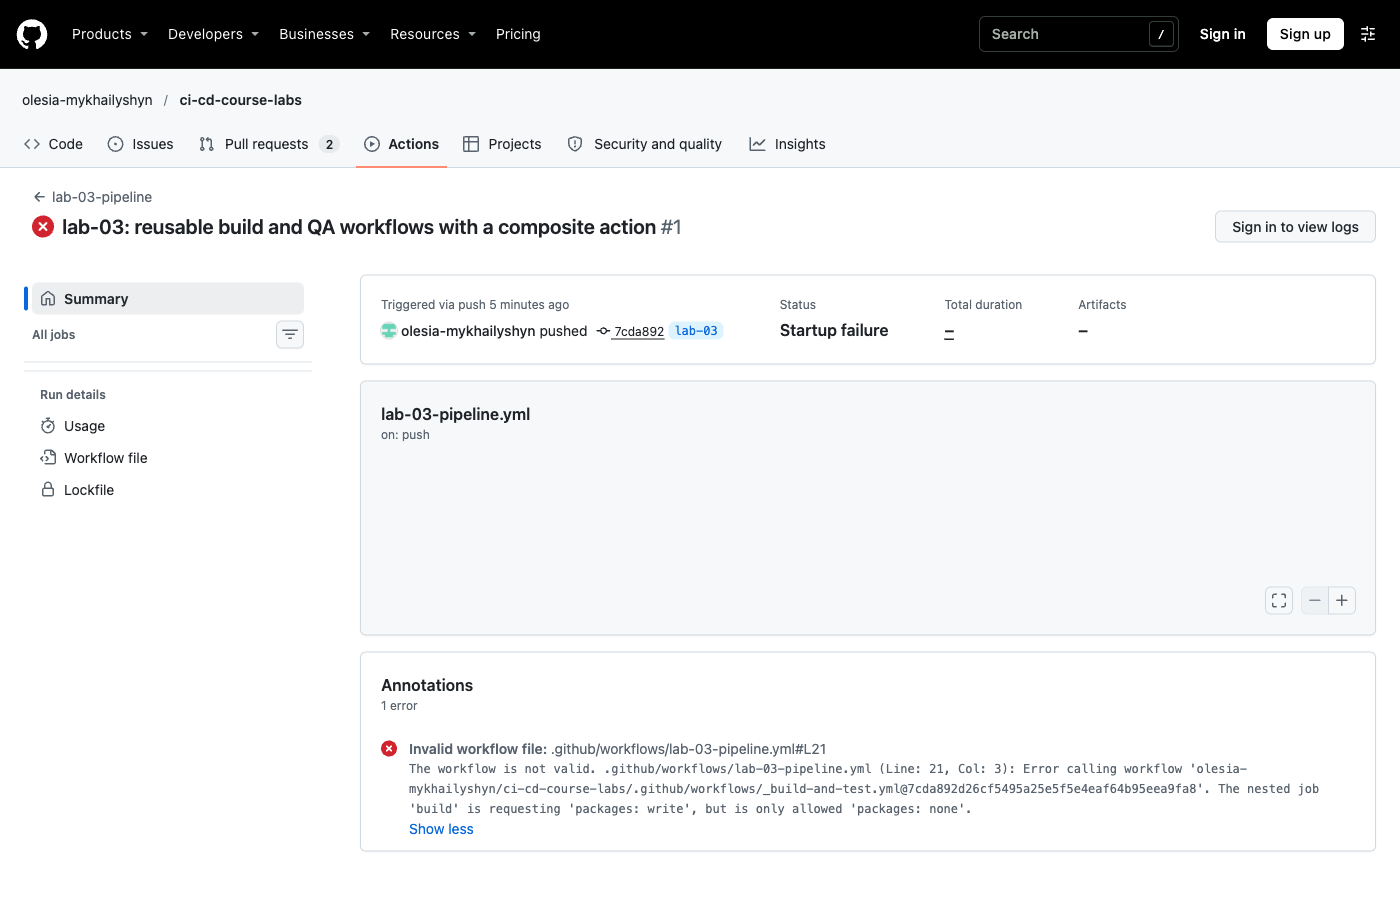 Products Developers Businesses Resources Pricing Search / Sign in Sign up
olesia-mykhailyshyn / ci-cd-course-labs
Code Issues Pull requests 2 Actions Projects Security and quality Insights
lab-03-pipeline
lab-03: reusable build and QA workflows with a composite action #1
Sign in to view logs
Summary
All jobs
Run details
Usage
Workflow file
Lockfile
Triggered via push 5 minutes ago
olesia-mykhailyshyn pushed 7cda892 lab-03
Status
Startup failure
Total duration
–
Artifacts
–
lab-03-pipeline.yml
on: push
Annotations
1 error
Invalid workflow file: .github/workflows/lab-03-pipeline.yml#L21
The workflow is not valid. .github/workflows/lab-03-pipeline.yml (Line: 21, Col: 3): Error calling workflow 'olesia-
mykhailyshyn/ci-cd-course-labs/.github/workflows/_build-and-test.yml@7cda892d26cf5495a25e5f5e4eaf64b95eea9fa8'. The nested job
'build' is requesting 'packages: write', but is only allowed 'packages: none'.
Show less